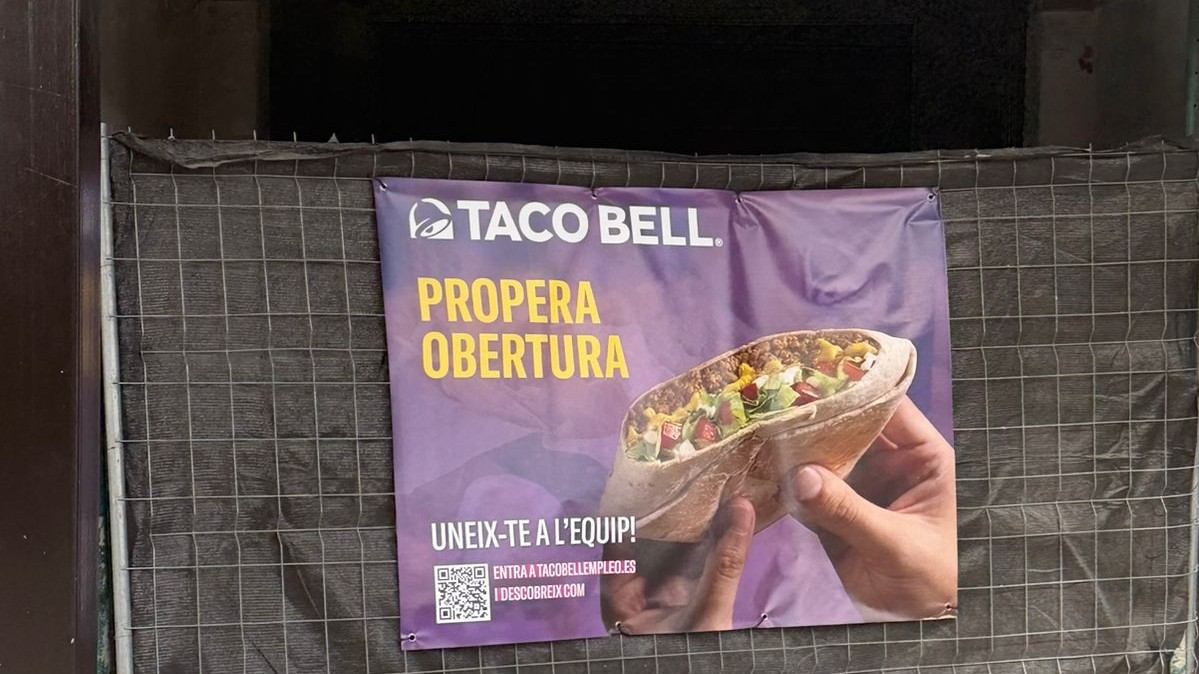 TACO BELL®
PROPERA
OBERTURA
UNEIX-TE A L'EQUIP!
ENTRA A TACOBELLEMPLEO.ES
I DESCOBREIX COM